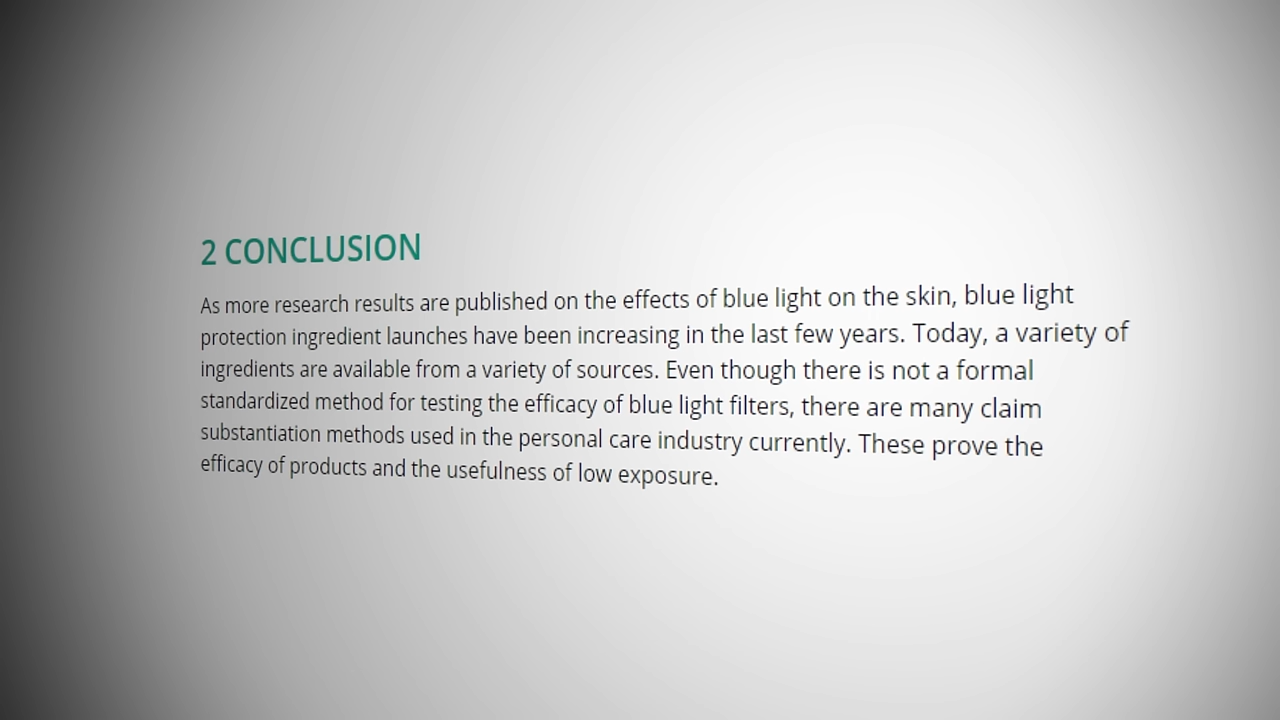 2 CONCLUSION
As more research results are published on the effects of blue light on the skin, blue light
protection ingredient launches have been increasing in the last few years. Today, a variety of
ingredients are available from a variety of sources. Even though there is not a formal
standardized method for testing the efficacy of blue light filters, there are many claim
substantiation methods used in the personal care industry currently. These prove the
efficacy of products and the usefulness of low exposure.